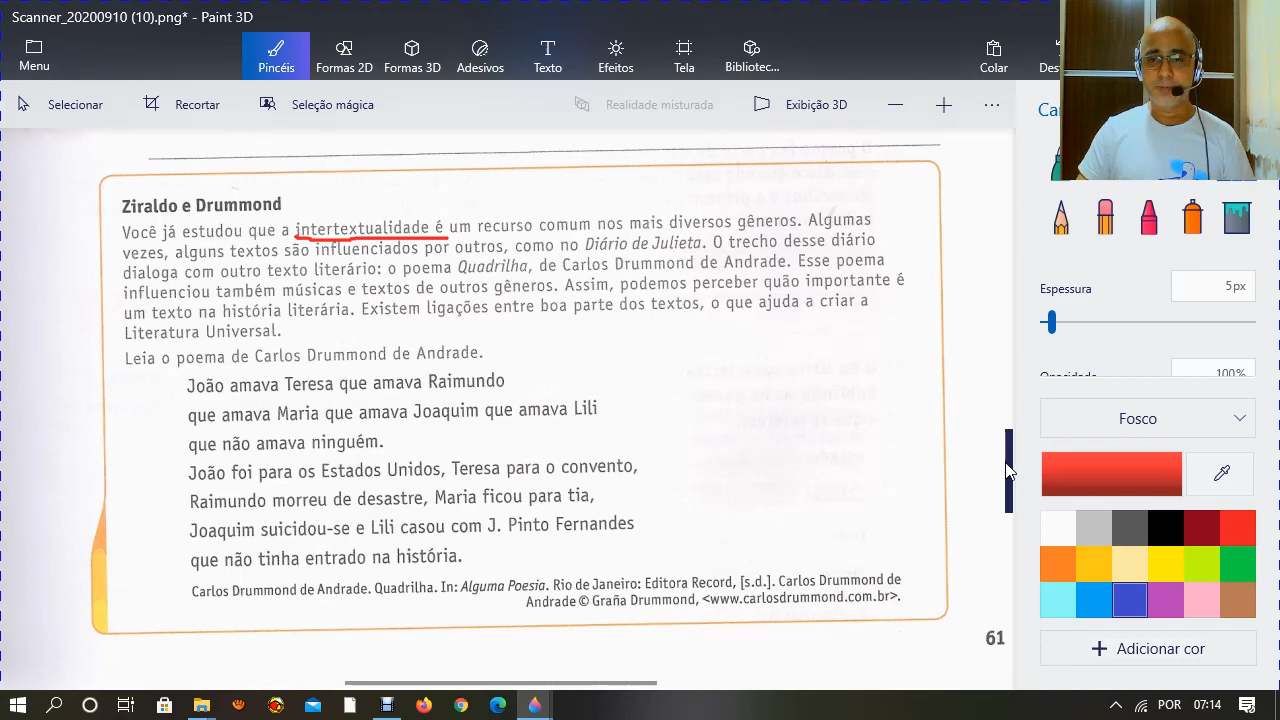 Scanner_20200910 (10).png* - Paint 3D
Menu
Pincéis
Formas 2D
Formas 3D
Adesivos
Texto
Efeitos
Tela
Bibliotec...
Colar
Selecionar
Recortar
Seleção mágica
Realidade misturada
Exibição 3D
Ziraldo e Drummond
Você já estudou que a intertextualidade é um recurso comum nos mais diversos gêneros. Algumas
vezes, alguns textos são influenciados por outros, como no Diário de Julieta. O trecho desse diário
dialoga com outro texto literário: o poema Quadrilha, de Carlos Drummond de Andrade. Esse poema
influenciou também músicas e textos de outros gêneros. Assim, podemos perceber quão importante é
um texto na história literária. Existem ligações entre boa parte dos textos, o que ajuda a criar a
Literatura Universal.
Leia o poema de Carlos Drummond de Andrade.
João amava Teresa que amava Raimundo
que amava Maria que amava Joaquim que amava Lili
que não amava ninguém.
João foi para os Estados Unidos, Teresa para o convento,
Raimundo morreu de desastre, Maria ficou para tia,
Joaquim suicidou-se e Lili casou com J. Pinto Fernandes
que não tinha entrado na história.
Carlos Drummond de Andrade. Quadrilha. In: Alguma Poesia. Rio de Janeiro: Editora Record, [s.d.]. Carlos Drummond de
Andrade © Graña Drummond, <www.carlosdrummond.com.br>.
61
Espessura
5px
Opacidade
100%
Fosco
Adicionar cor
POR
07:14